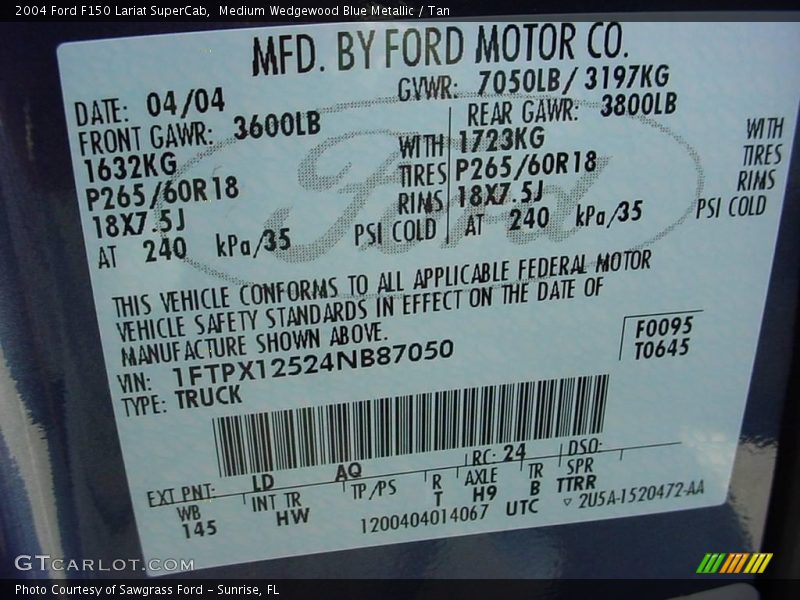 2004 Ford F150 Lariat SuperCab, Medium Wedgewood Blue Metallic / Tan
MFD. BY FORD MOTOR CO.
DATE: 04/04 GVWR: 7050LB/ 3197KG
FRONT GAWR: 3600LB REAR GAWR: 3800LB
1632KG WITH 1723KG WITH
P265/60R18 TIRES P265/60R18 TIRES
18X7.5J RIMS 18X7.5J RIMS
AT 240 kPa/35 PSI COLD AT 240 kPa/35 PSI COLD
Ford
THIS VEHICLE CONFORMS TO ALL APPLICABLE FEDERAL MOTOR
VEHICLE SAFETY STANDARDS IN EFFECT ON THE DATE OF
MANUFACTURE SHOWN ABOVE.
VIN: 1FTPX12524NB87050 F0095
TYPE: TRUCK T0645
EXT PNT: LD AQ RC: 24 DSO:
WB INT TR TP/PS R AXLE TR SPR
145 HW T H9 B TTRR
1200404014067 UTC ▽ 2U5A-1520472-AA
GTCARLOT.COM
Photo Courtesy of Sawgrass Ford - Sunrise, FL